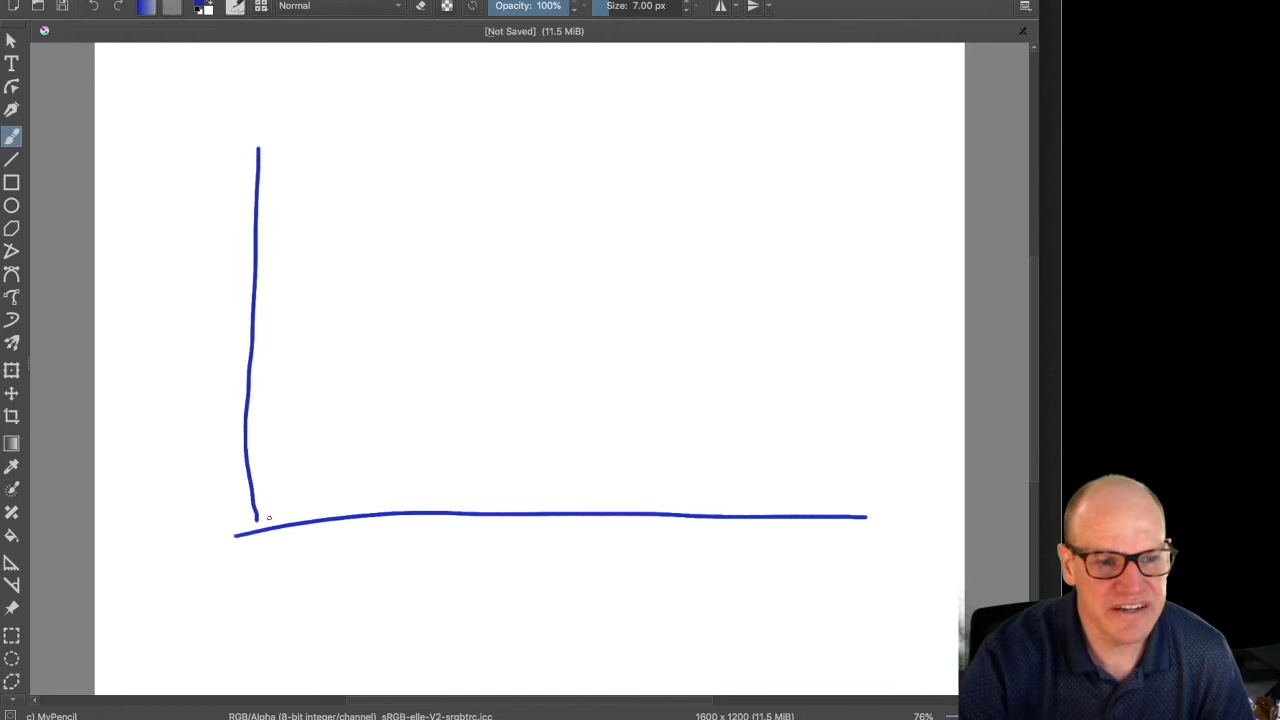 Normal Opacity: 100% Size: 7.00 px
[Not Saved] (11.5 MiB)
c) MyPencil RGB/Alpha (8-bit integer/channel) sRGB-elle-V2-srgbtrc.icc 1600 x 1200 (11.5 MiB) 76%